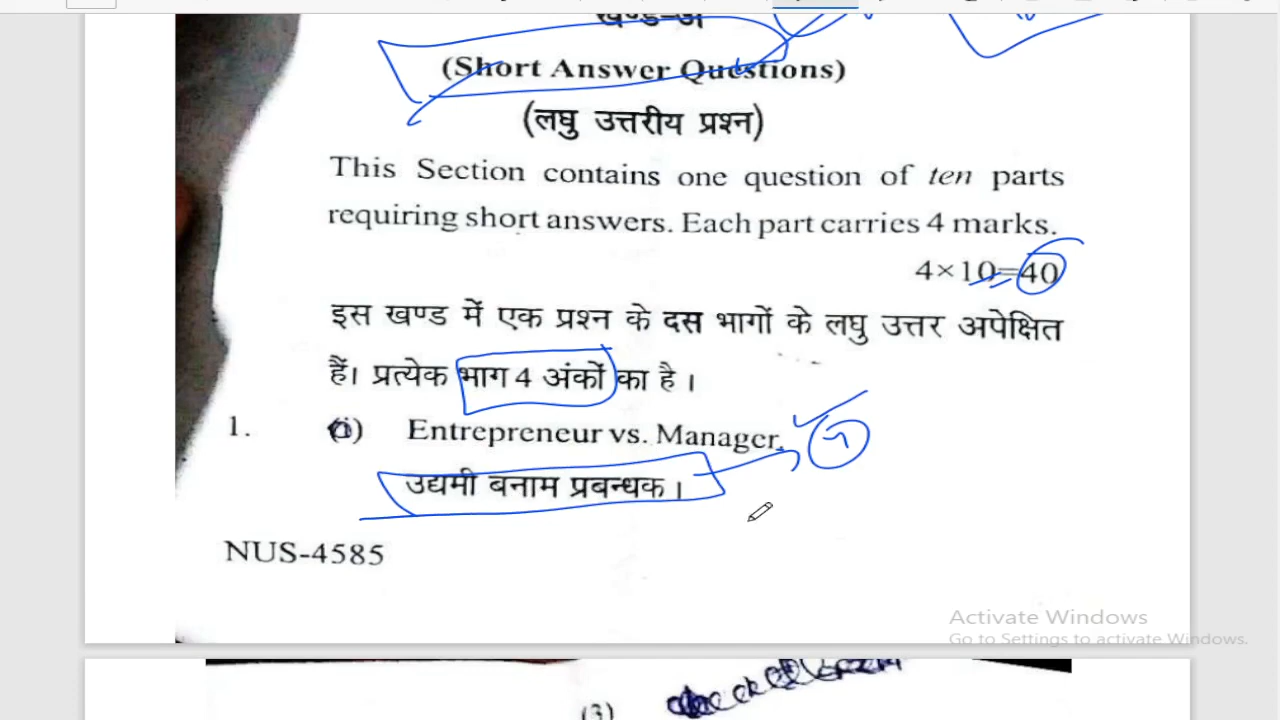 खण्ड-अ
(Short Answer Questions)
(लघु उत्तरीय प्रश्न)
This Section contains one question of ten parts
requiring short answers. Each part carries 4 marks.
4×10=40
इस खण्ड में एक प्रश्न के दस भागों के लघु उत्तर अपेक्षित
हैं। प्रत्येक भाग 4 अंकों का है।
1. (i) Entrepreneur vs. Manager.
उद्यमी बनाम प्रबन्धक।
NUS-4585
Activate Windows
Go to Settings to activate Windows.
(3)